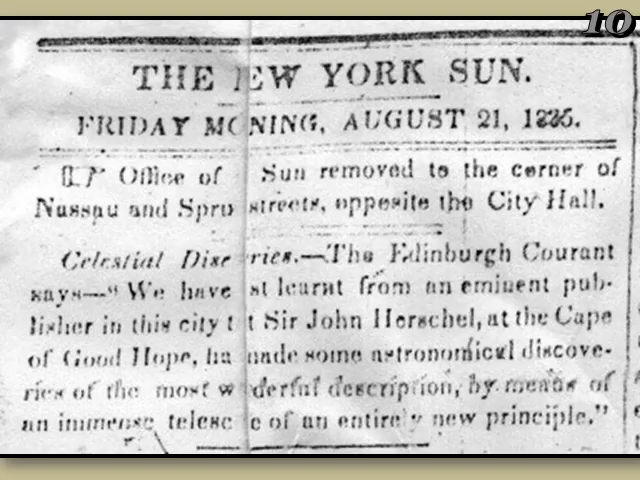 10
THE NEW YORK SUN.
FRIDAY MO NING, AUGUST 21, 1835.
Office of Sun removed to the corner of
Nassau and Spru streets, opposite the City Hall.
Celestial Disc ries.—The Edinburgh Courant
says—"We have st learnt from an eminent pub-
lisher in this city t t Sir John Herschel, at the Cape
of Good Hope, ha made some astronomical discove-
ries of the most w derful description, by means of
an immense telesc e of an entirely new principle."